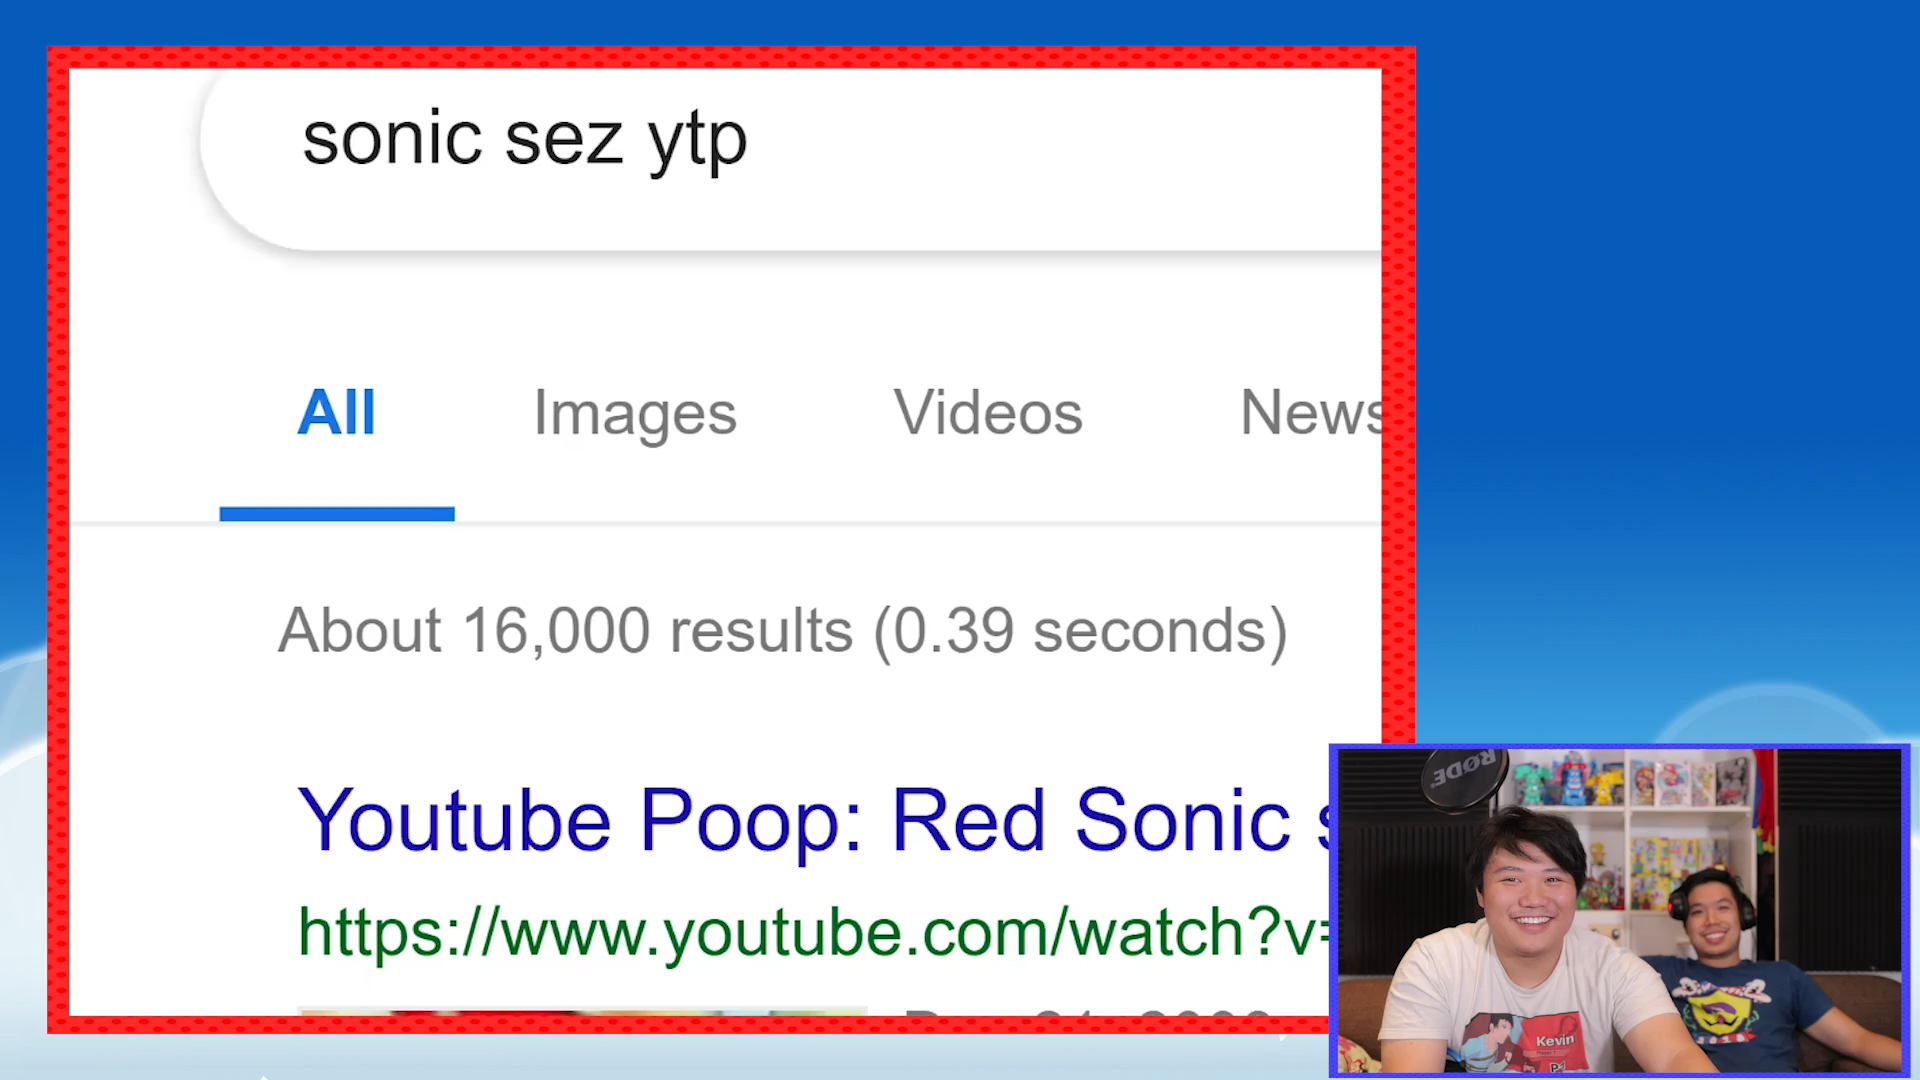 sonic sez ytp
All Images Videos News
About 16,000 results (0.39 seconds)
Youtube Poop: Red Sonic
https://www.youtube.com/watch?v=
RØDE
Kevin